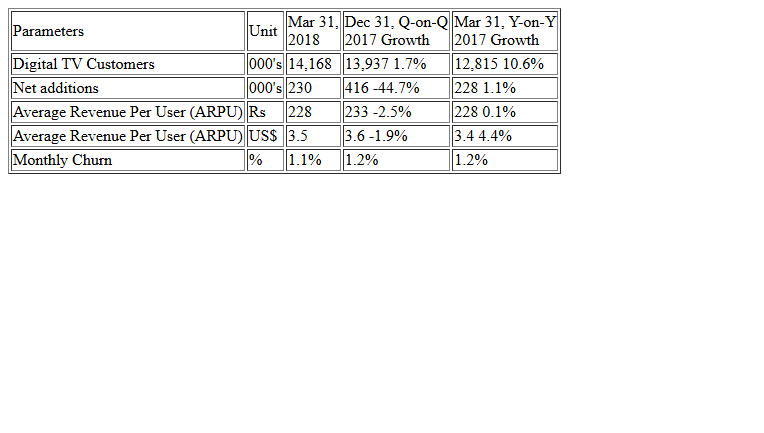 Parameters Unit Mar 31, 2018 Dec 31, Q-on-Q 2017 Growth Mar 31, Y-on-Y 2017 Growth
Digital TV Customers 000's 14,168 13,937 1.7% 12,815 10.6%
Net additions 000's 230 416 -44.7% 228 1.1%
Average Revenue Per User (ARPU) Rs 228 233 -2.5% 228 0.1%
Average Revenue Per User (ARPU) US$ 3.5 3.6 -1.9% 3.4 4.4%
Monthly Churn % 1.1% 1.2% 1.2%